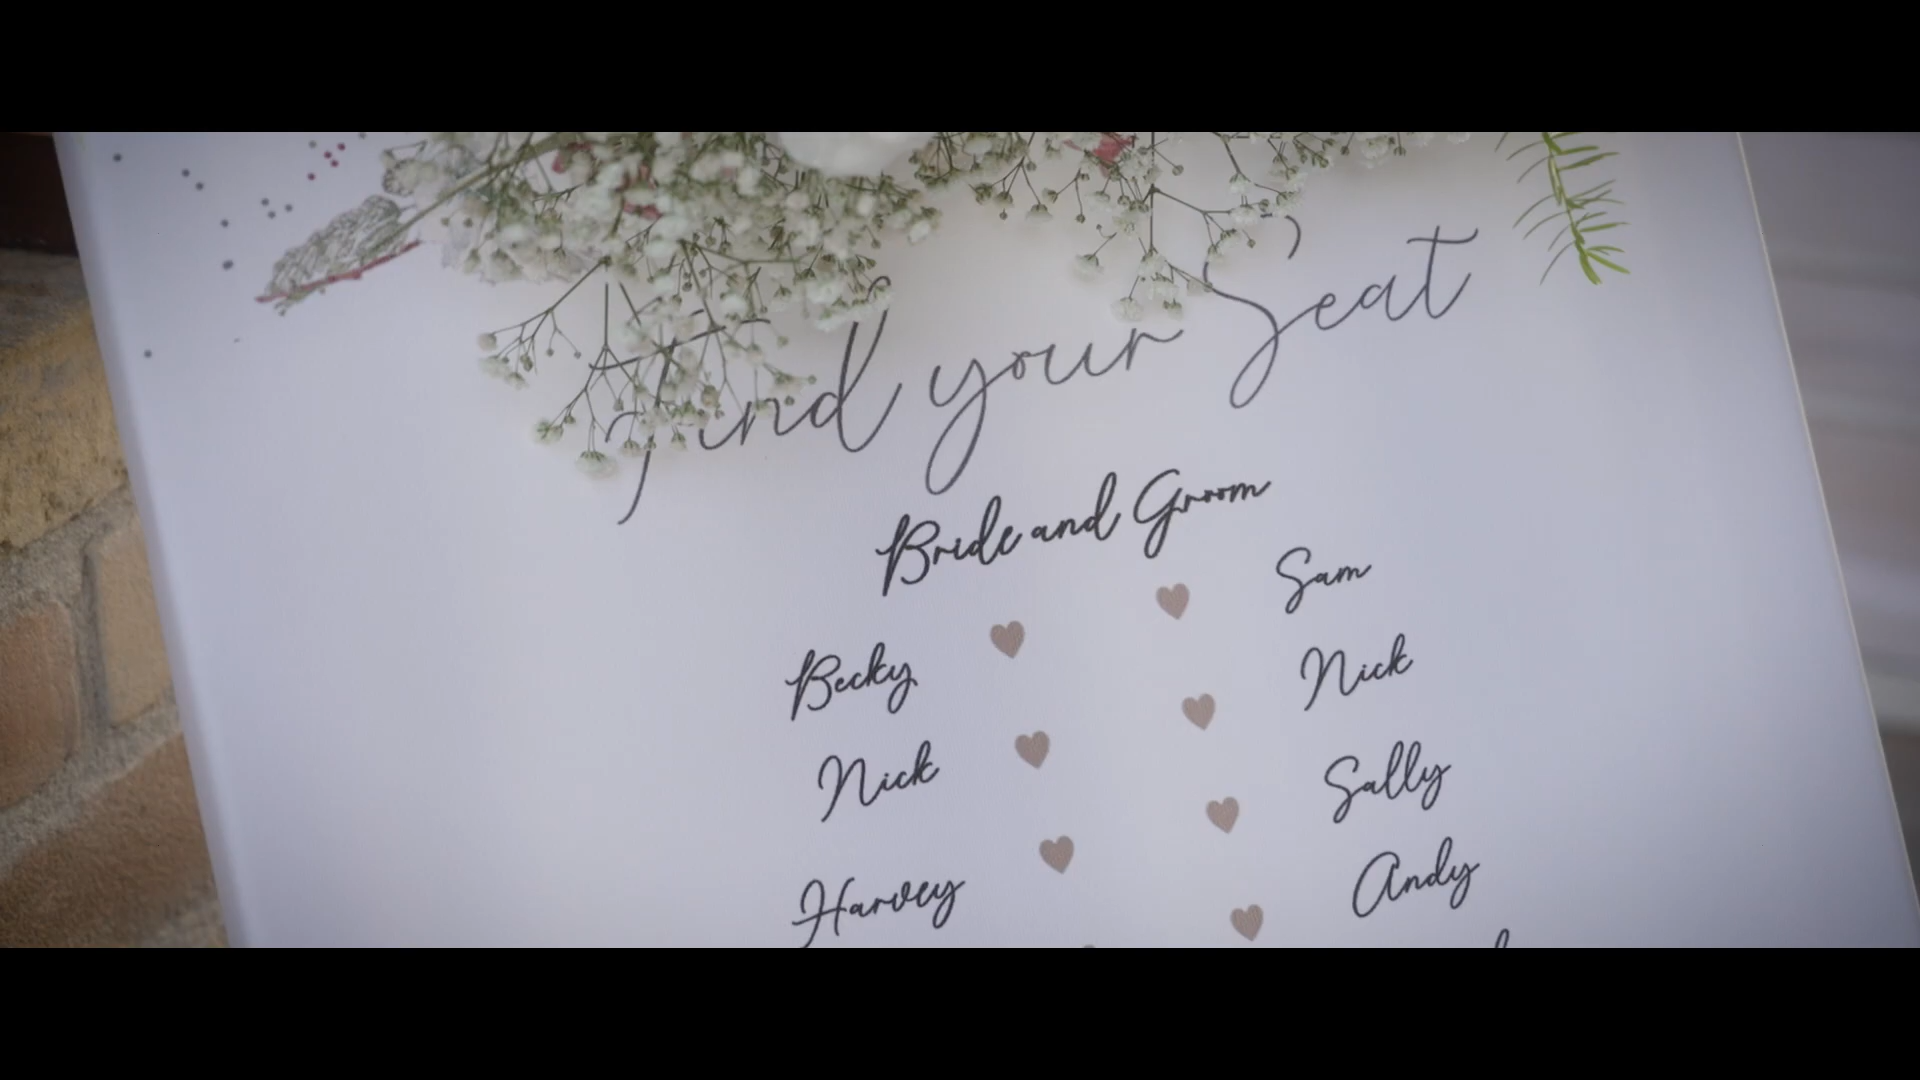 Find your Seat
Bride and Groom
Becky Sam
Nick Nick
Harvey Sally
Andy